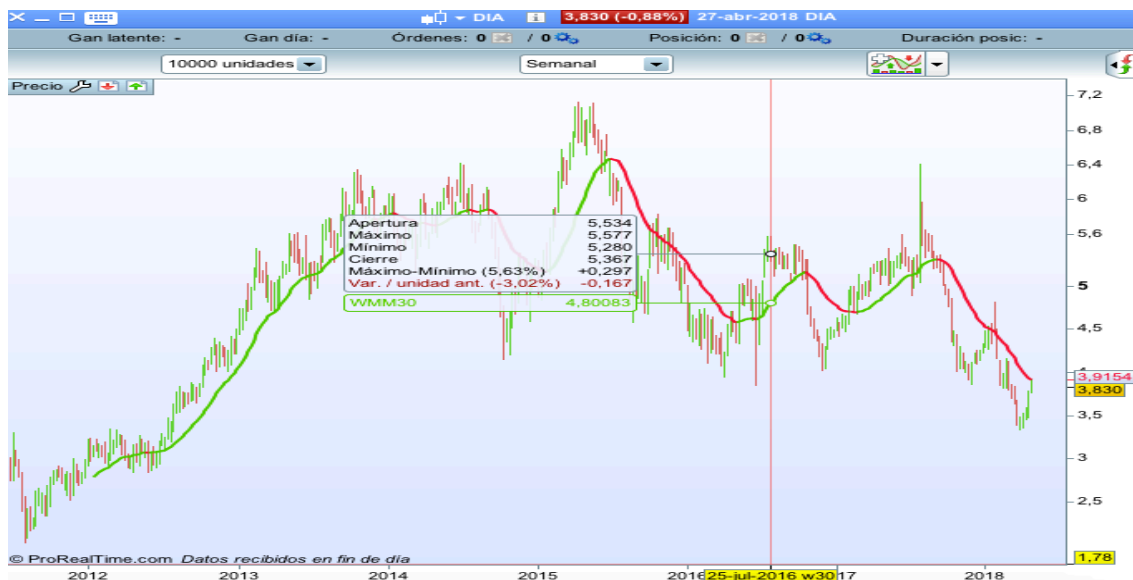 DIA 3,830 (-0,88%) 27-abr-2018 DIA
Gan latente: - Gan día: - Órdenes: 0 / 0 Posición: 0 / 0 Duración posic: -
10000 unidades Semanal
Precio
7,2
6,8
6,4
6
5,6
Apertura 5,534
Máximo 5,577
Mínimo 5,280
Cierre 5,367
Máximo-Mínimo (5,63%) +0,297
Var. / unidad ant. (-3,02%) -0,167
WMM30 4,80083
5
4,5
3,9154
3,830
3,5
3
2,5
1,78
© ProRealTime.com Datos recibidos en fin de día
2012 2013 2014 2015 2016 25-jul-2016 w30 17 2018